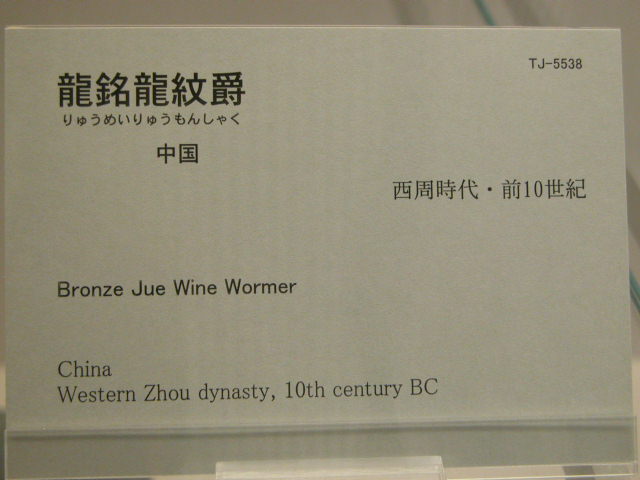 TJ-5538
龍銘龍紋爵
りゅうめいりゅうもんしゃく
中国
西周時代・前10世紀
Bronze Jue Wine Wormer
China
Western Zhou dynasty, 10th century BC